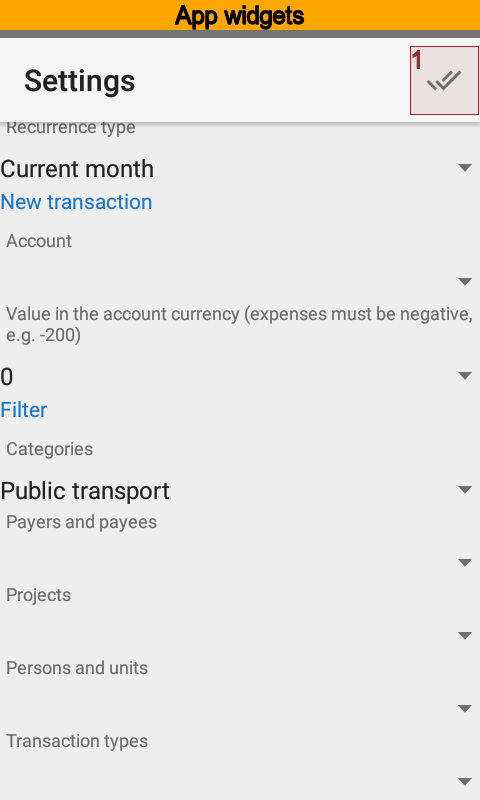 App widgets
Settings
1
Recurrence type
Current month
New transaction
Account
Value in the account currency (expenses must be negative,
e.g. -200)
0
Filter
Categories
Public transport
Payers and payees
Projects
Persons and units
Transaction types